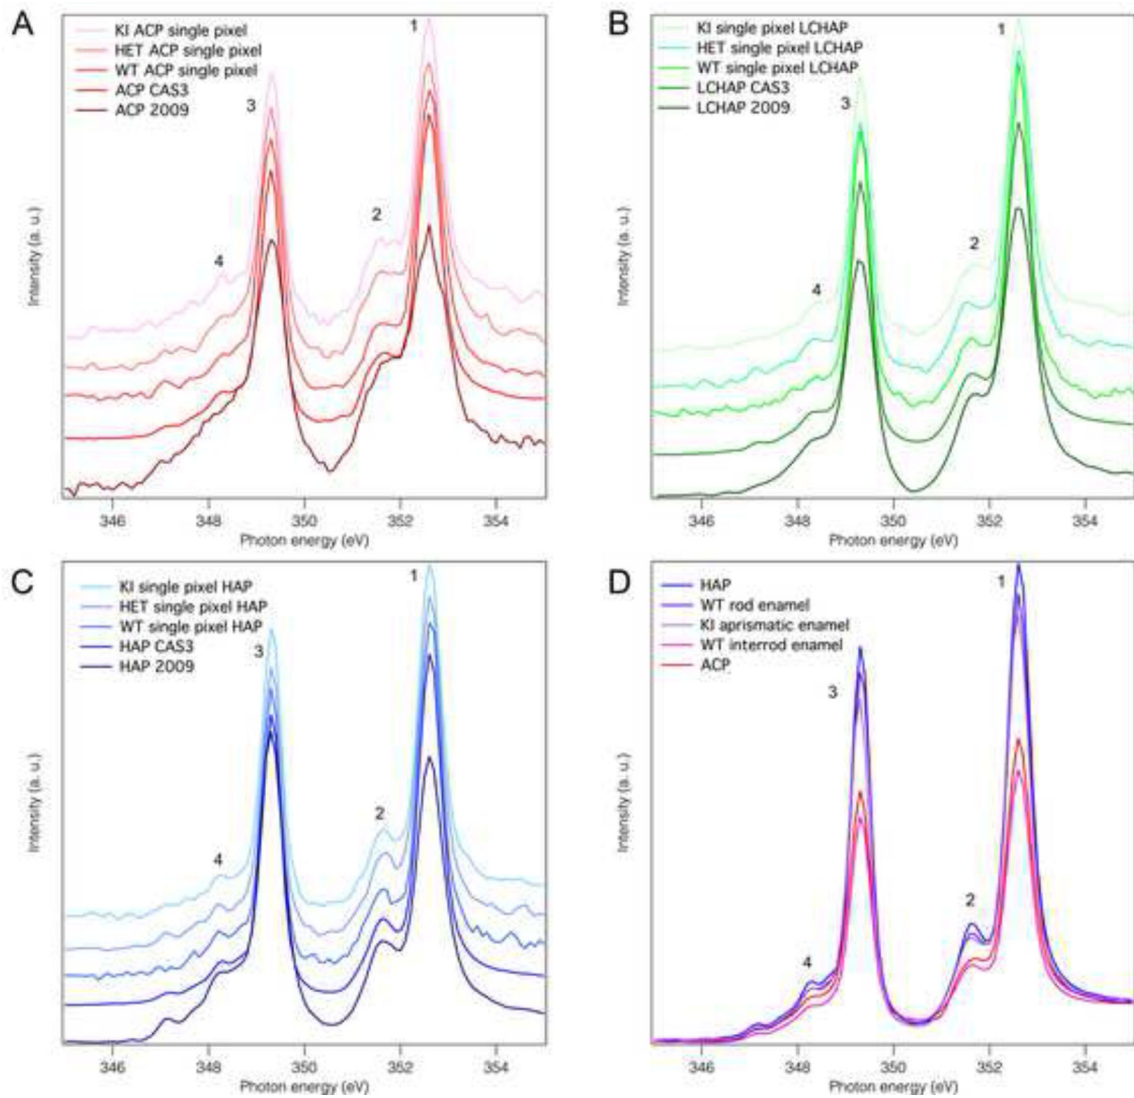 A
KI ACP single pixel
HET ACP single pixel
WT ACP single pixel
ACP CAS3
ACP 2009
1
3
2
4
Intensity (a. u.)
346
348
350
352
354
Photon energy (eV)
B
KI single pixel LCHAP
HET single pixel LCHAP
WT single pixel LCHAP
LCHAP CAS3
LCHAP 2009
1
3
2
4
Intensity (a. u.)
346
348
350
352
354
Photon energy (eV)
C
KI single pixel HAP
HET single pixel HAP
WT single pixel HAP
HAP CAS3
HAP 2009
1
3
2
4
Intensity (a. u.)
346
348
350
352
354
Photon energy (eV)
D
HAP
WT rod enamel
KI aprismatic enamel
WT interrod enamel
ACP
1
3
2
4
Intensity (a. u.)
346
348
350
352
354
Photon energy (eV)